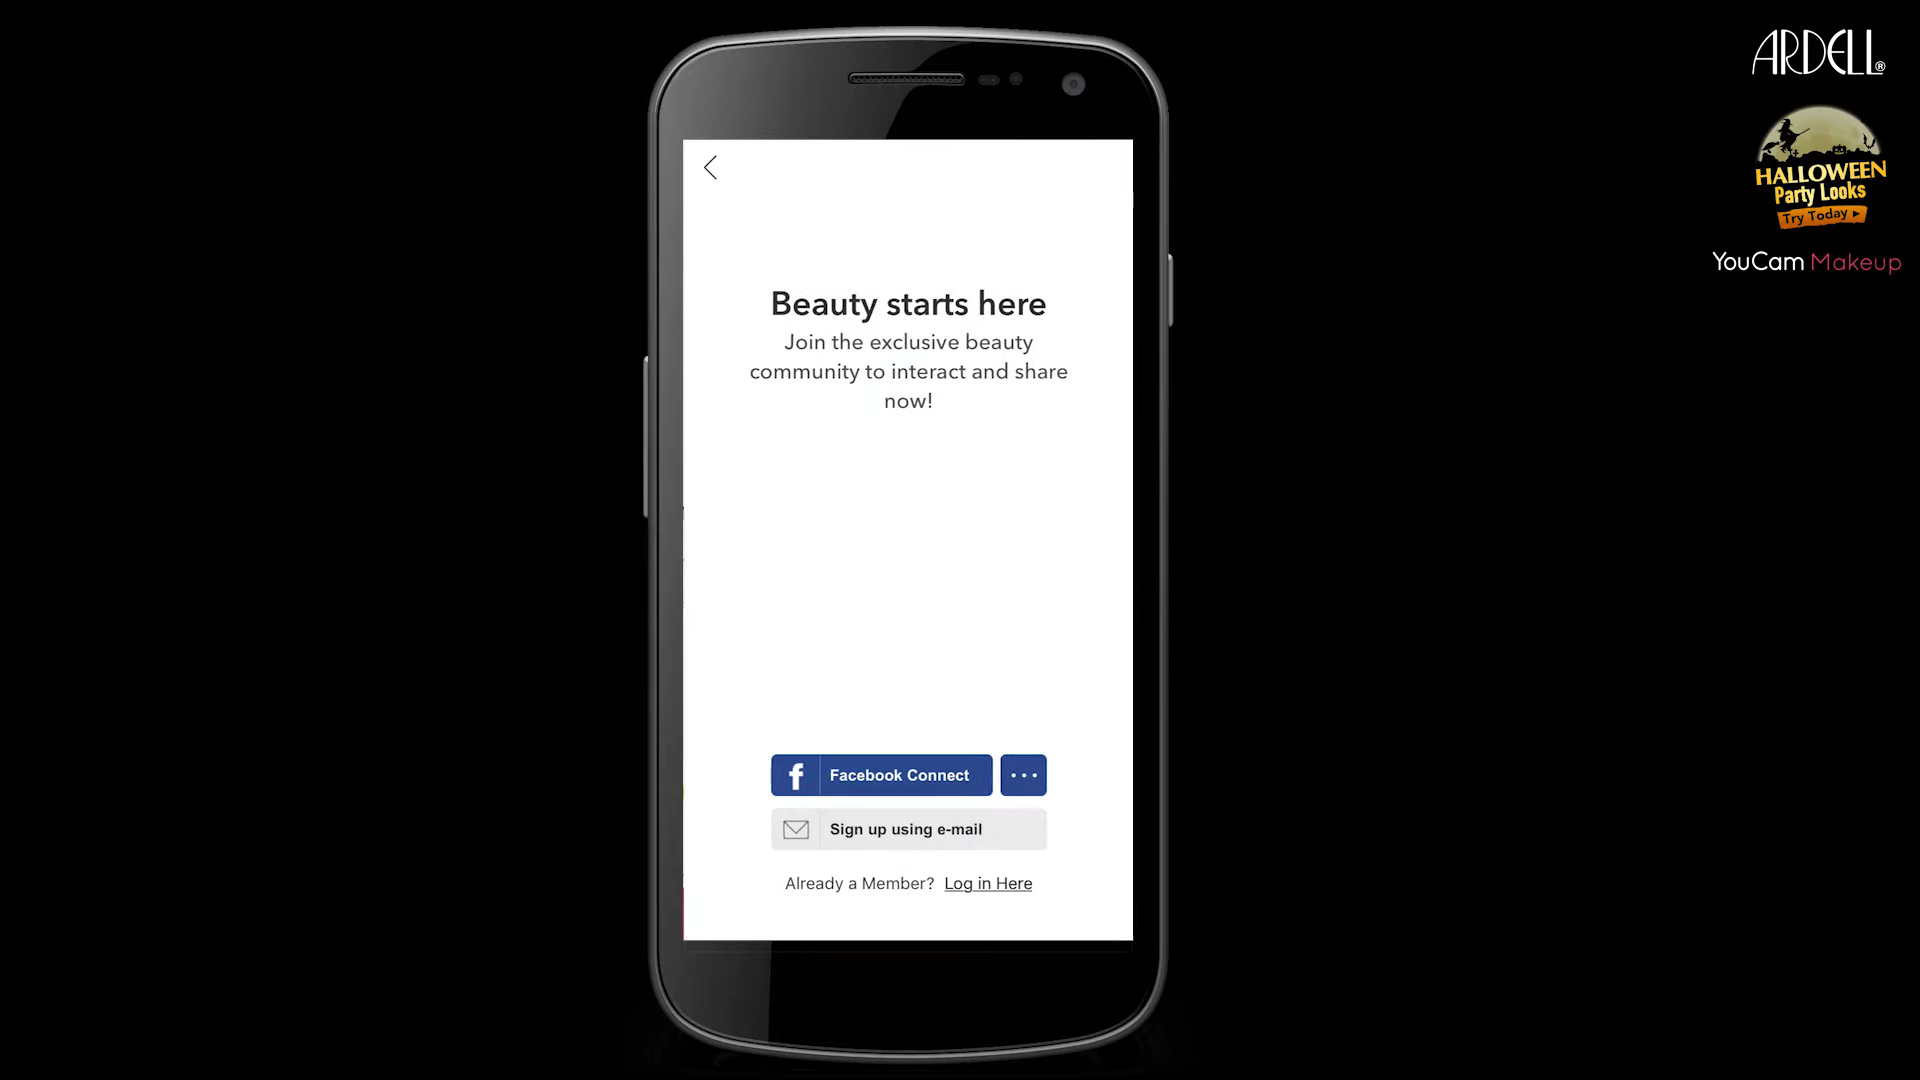 ARDELL®
HALLOWEEN
Party Looks
Try Today
YouCam Makeup
Beauty starts here
Join the exclusive beauty
community to interact and share
now!
f Facebook Connect
Sign up using e-mail
Already a Member? Log in Here